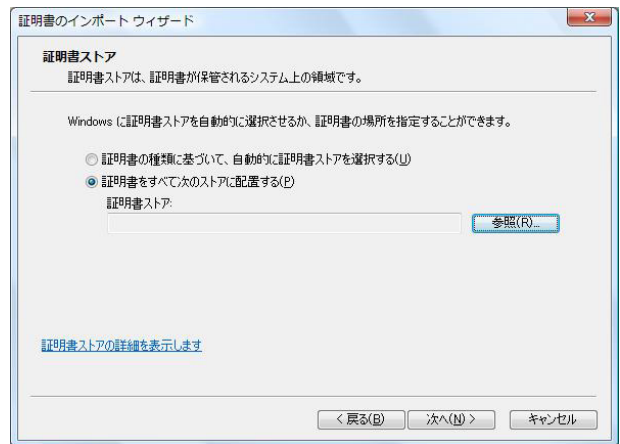 証明書のインポート ウィザード
証明書ストア
証明書ストアは、証明書が保管されるシステム上の領域です。
Windows に証明書ストアを自動的に選択させるか、証明書の場所を指定することができます。
証明書の種類に基づいて、自動的に証明書ストアを選択する(U)
証明書をすべて次のストアに配置する(P)
証明書ストア:
参照(R)...
証明書ストアの詳細を表示します
< 戻る(B)
次へ(N) >
キャンセル